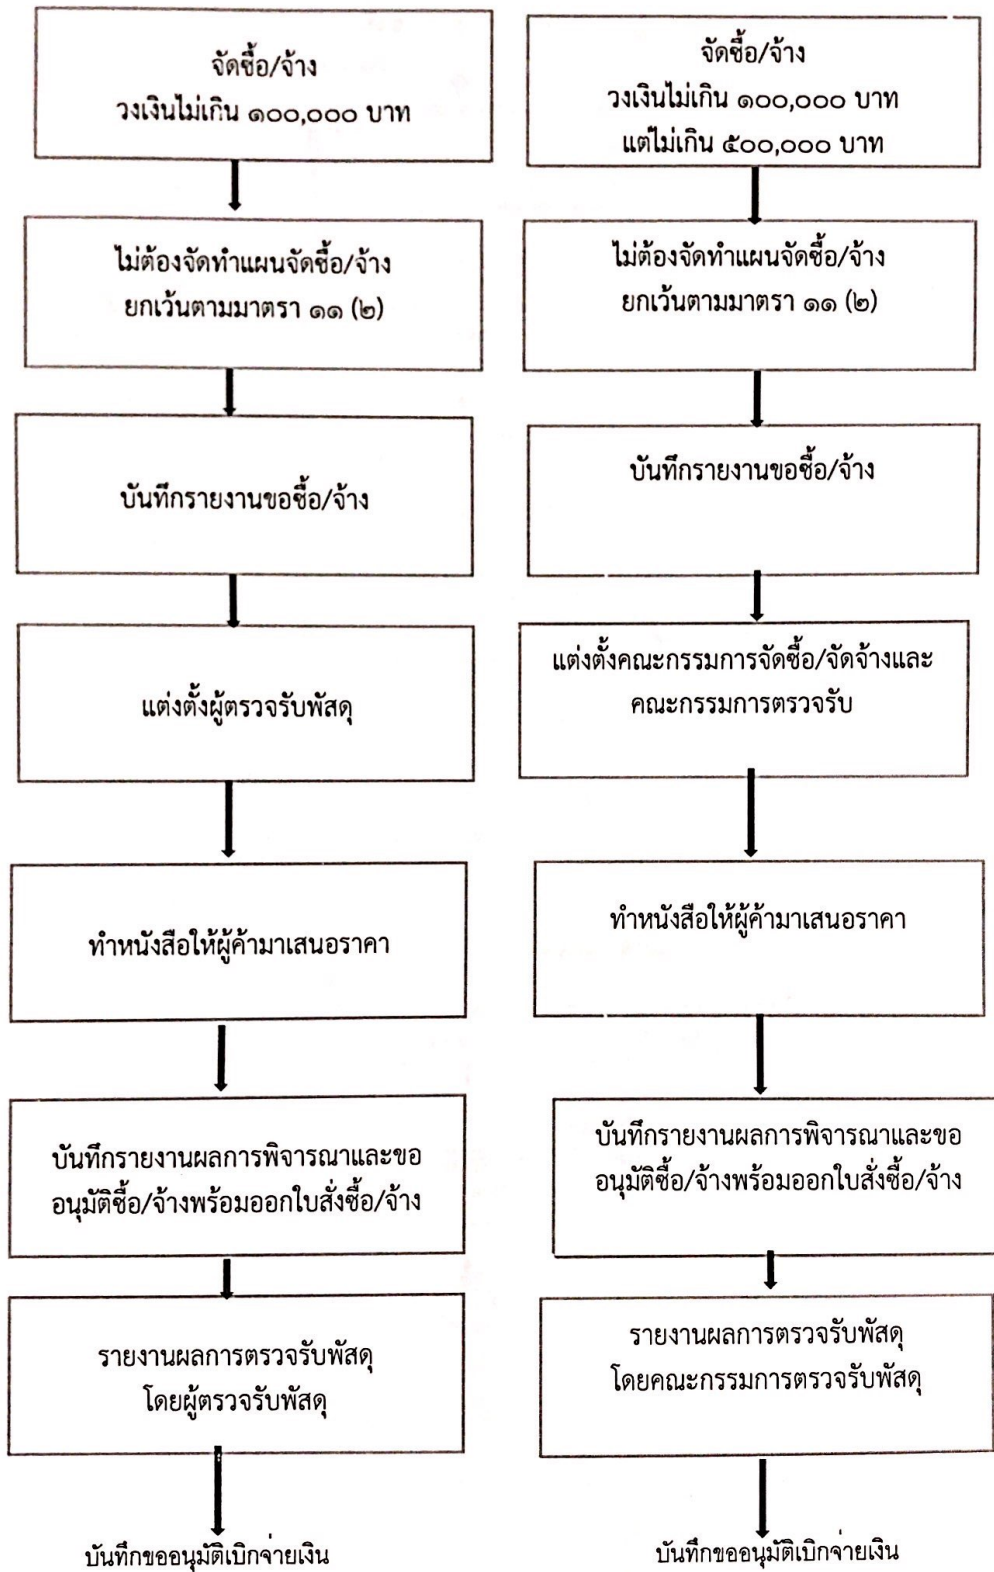 จัดซื้อ/จ้าง
วงเงินไม่เกิน ๑๐๐,๐๐๐ บาท
ไม่ต้องจัดทำแผนจัดซื้อ/จ้าง
ยกเว้นตามมาตรา ๑๑ (๒)
บันทึกรายงานขอซื้อ/จ้าง
แต่งตั้งผู้ตรวจรับพัสดุ
ทำหนังสือให้ผู้ค้ามาเสนอราคา
บันทึกรายงานผลการพิจารณาและขอ
อนุมัติซื้อ/จ้างพร้อมออกใบสั่งซื้อ/จ้าง
รายงานผลการตรวจรับพัสดุ
โดยผู้ตรวจรับพัสดุ
บันทึกขออนุมัติเบิกจ่ายเงิน
จัดซื้อ/จ้าง
วงเงินไม่เกิน ๑๐๐,๐๐๐ บาท
แต่ไม่เกิน ๕๐๐,๐๐๐ บาท
ไม่ต้องจัดทำแผนจัดซื้อ/จ้าง
ยกเว้นตามมาตรา ๑๑ (๒)
บันทึกรายงานขอซื้อ/จ้าง
แต่งตั้งคณะกรรมการจัดซื้อ/จัดจ้างและ
คณะกรรมการตรวจรับ
ทำหนังสือให้ผู้ค้ามาเสนอราคา
บันทึกรายงานผลการพิจารณาและขอ
อนุมัติซื้อ/จ้างพร้อมออกใบสั่งซื้อ/จ้าง
รายงานผลการตรวจรับพัสดุ
โดยคณะกรรมการตรวจรับพัสดุ
บันทึกขออนุมัติเบิกจ่ายเงิน